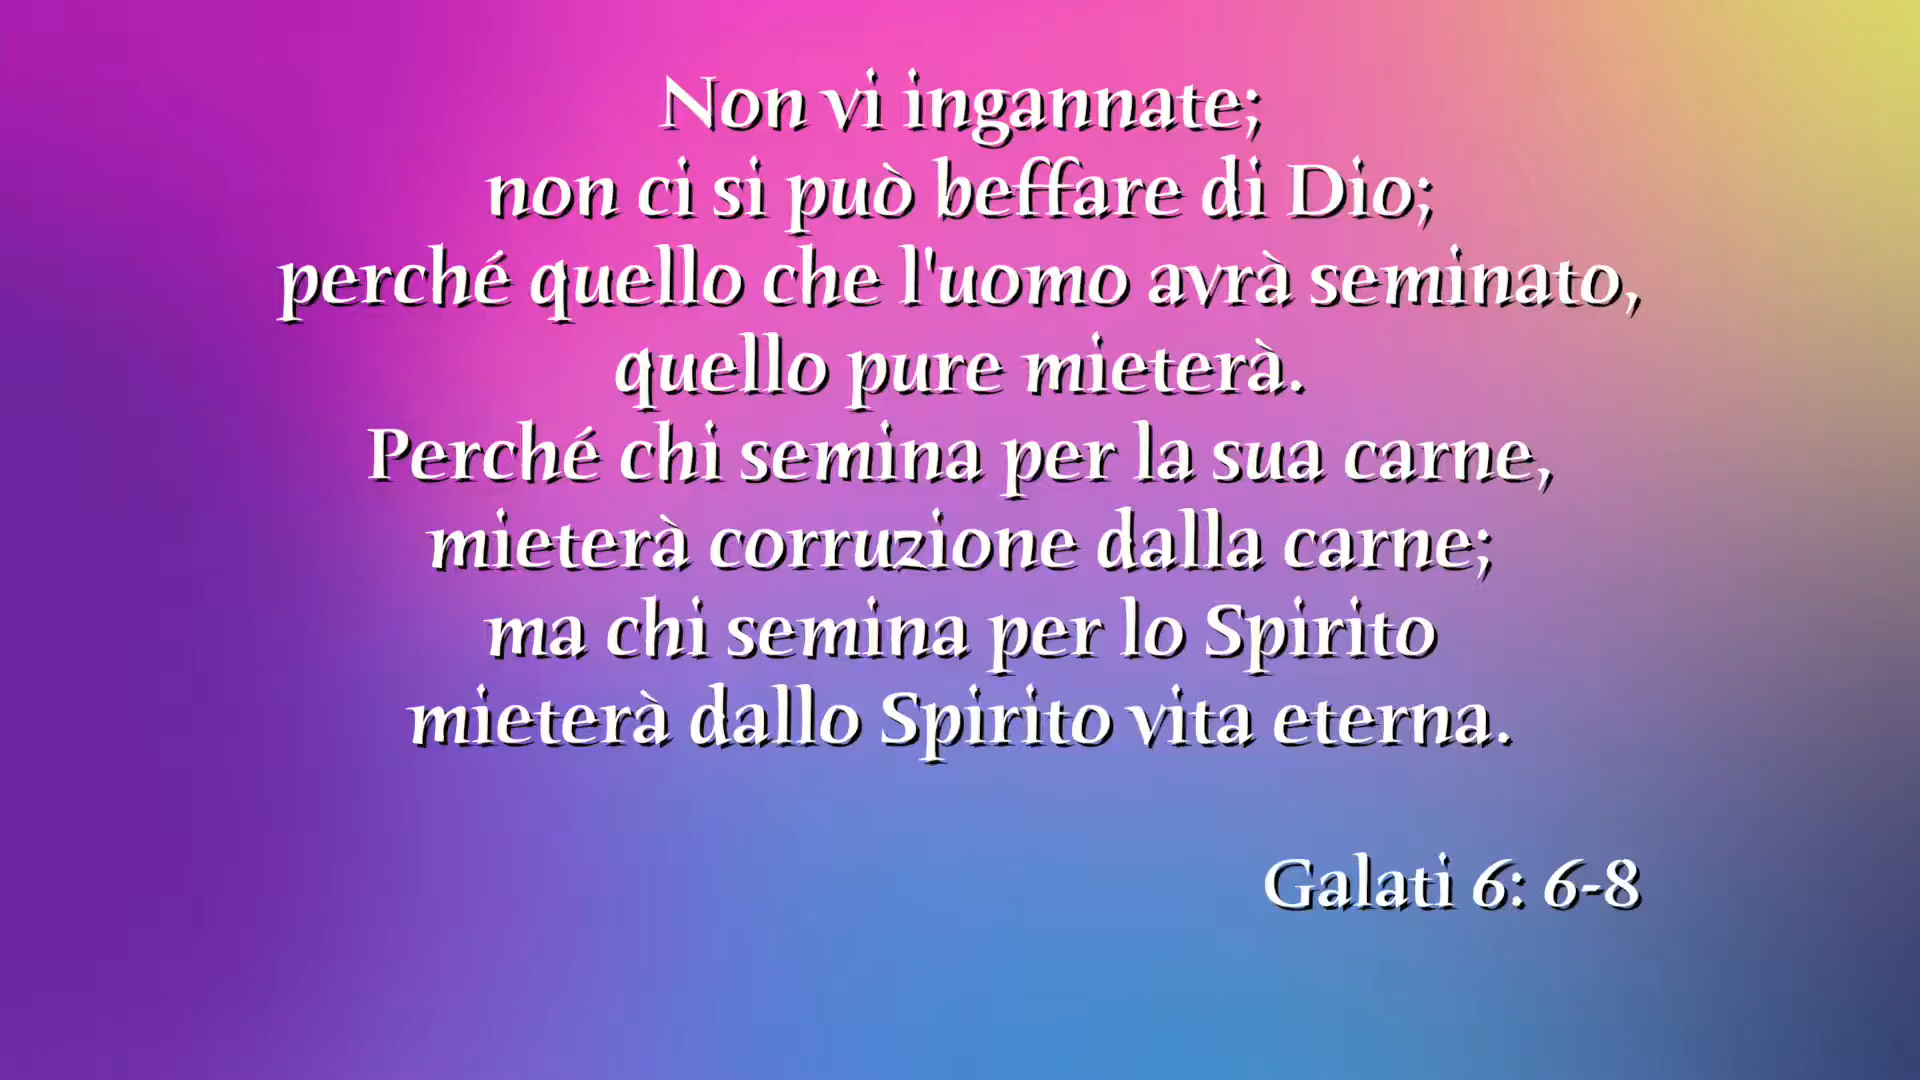 Non vi ingannate;
non ci si può beffare di Dio;
perché quello che l'uomo avrà seminato,
quello pure mieterà.
Perché chi semina per la sua carne,
mieterà corruzione dalla carne;
ma chi semina per lo Spirito
mieterà dallo Spirito vita eterna.
Galati 6: 6-8